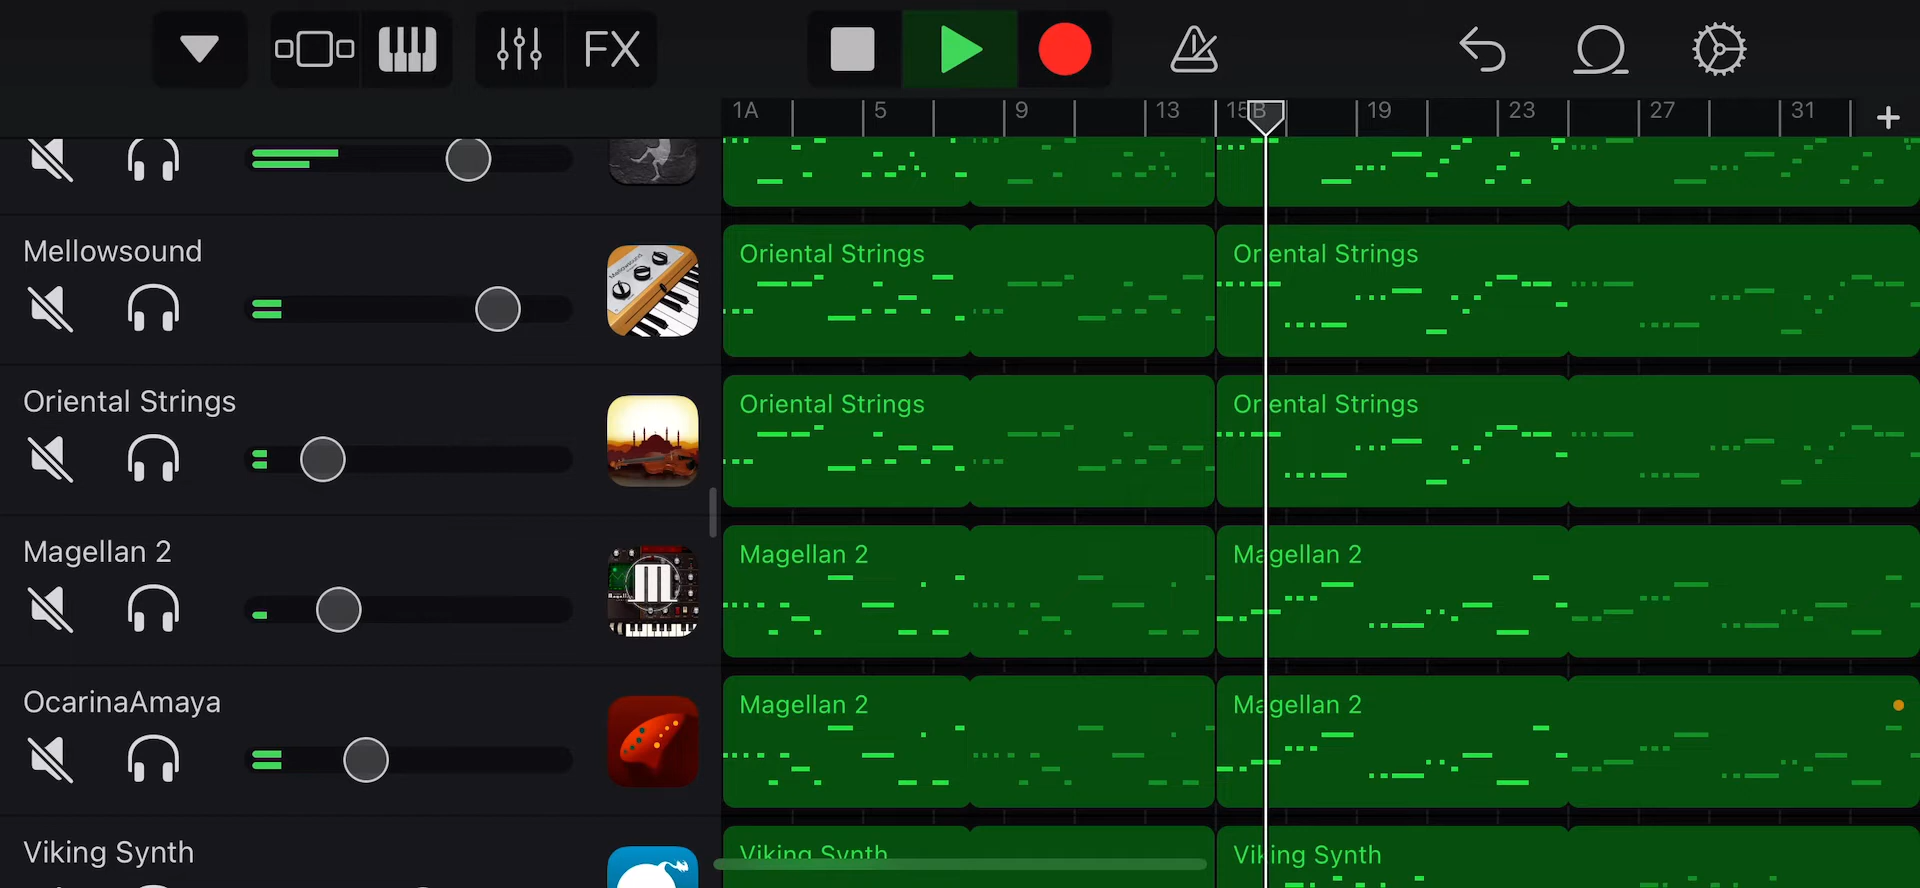 FX
1A 5 9 13 15 B 19 23 27 31 +
Mellowsound
Oriental Strings
Oriental Strings
Oriental Strings
Oriental Strings
Oriental Strings
Magellan 2
Magellan 2
Magellan 2
OcarinaAmaya
Magellan 2
Magellan 2
Viking Synth
Viking Synth
Viking Synth